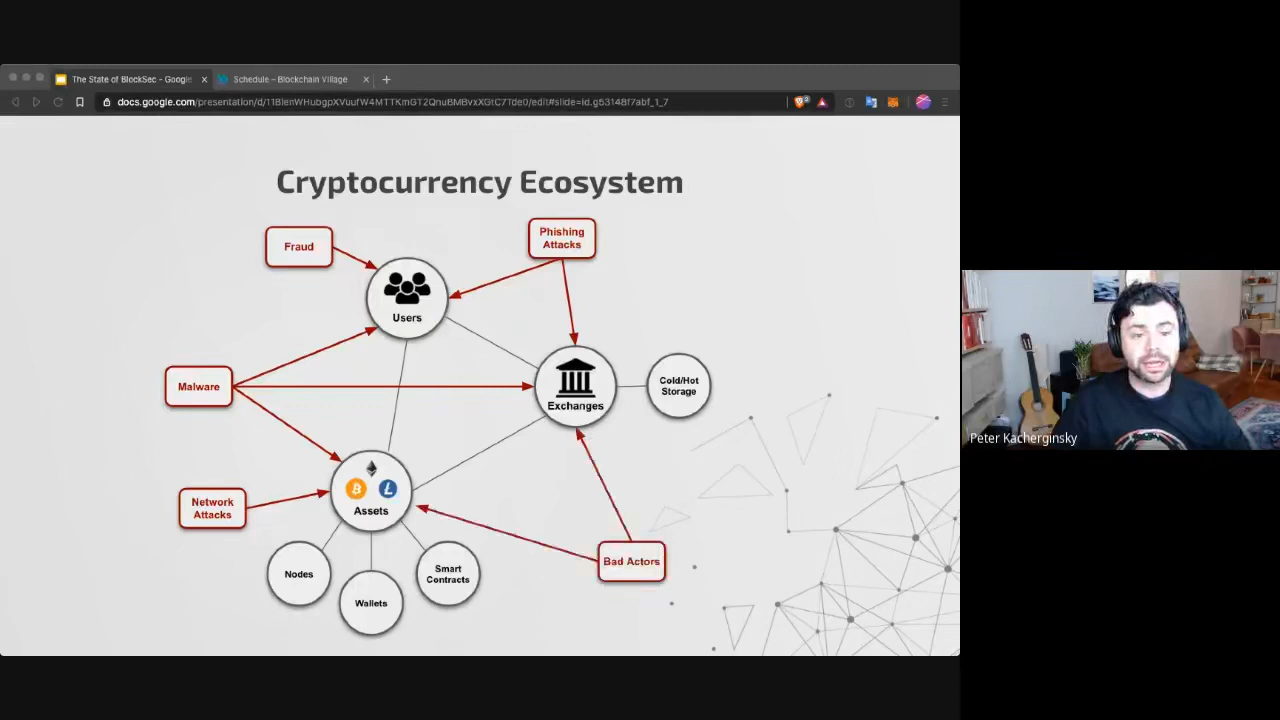 The State of BlockSec - Google
Schedule – Blockchain Village
Cryptocurrency Ecosystem
Fraud
Phishing
Attacks
Users
Malware
Exchanges
Cold/Hot
Storage
Assets
Network
Attacks
Bad Actors
Nodes
Wallets
Smart
Contracts
Peter Kacherginsky